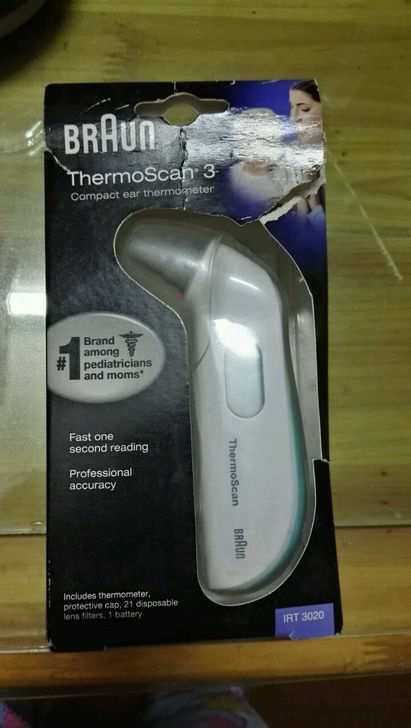 BRAUN
ThermoScan 3
Compact ear thermometer
#1
Brand
among
pediatricians
and moms*
Fast one
second reading
Professional
accuracy
ThermoScan
BRAUN
Includes thermometer,
protective cap, 21 disposable
lens filters, 1 battery
IRT 3020